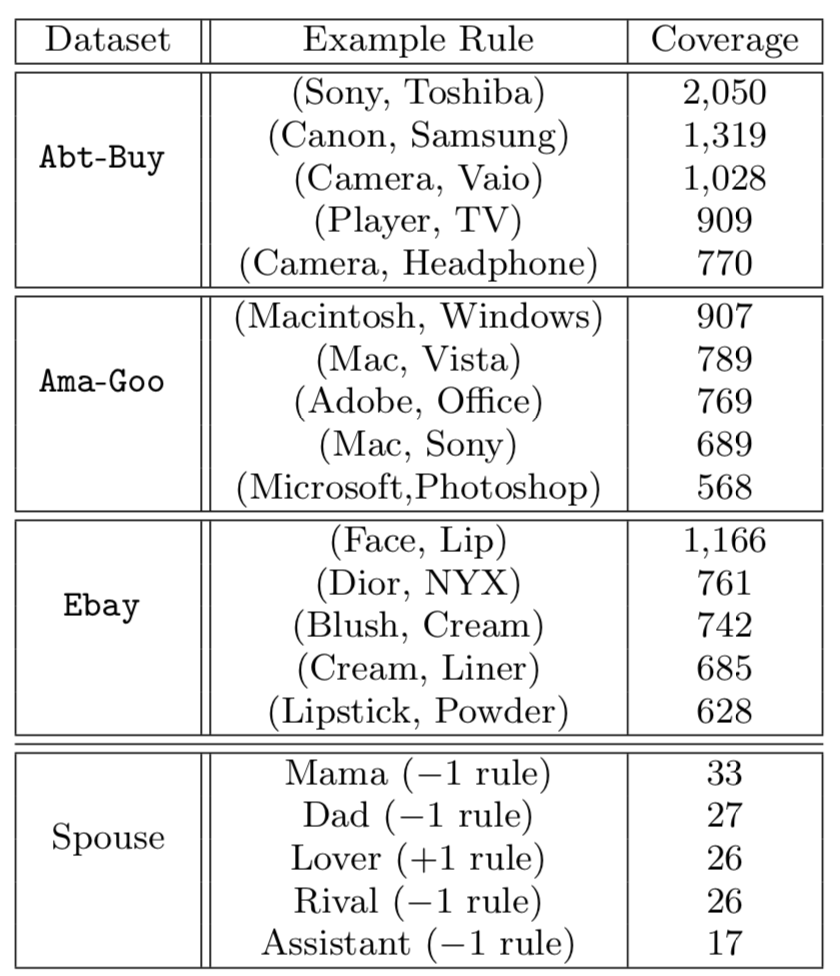 Dataset Example Rule Coverage
(Sony, Toshiba) 2,050
(Canon, Samsung) 1,319
Abt-Buy
(Camera, Vaio) 1,028
(Player, TV) 909
(Camera, Headphone) 770
(Macintosh, Windows) 907
(Mac, Vista) 789
Ama-Goo
(Adobe, Office) 769
(Mac, Sony) 689
(Microsoft,Photoshop) 568
(Face, Lip) 1,166
(Dior, NYX) 761
Ebay
(Blush, Cream) 742
(Cream, Liner) 685
(Lipstick, Powder) 628
Mama (−1 rule) 33
Dad (−1 rule) 27
Spouse
Lover (+1 rule) 26
Rival (−1 rule) 26
Assistant (−1 rule) 17